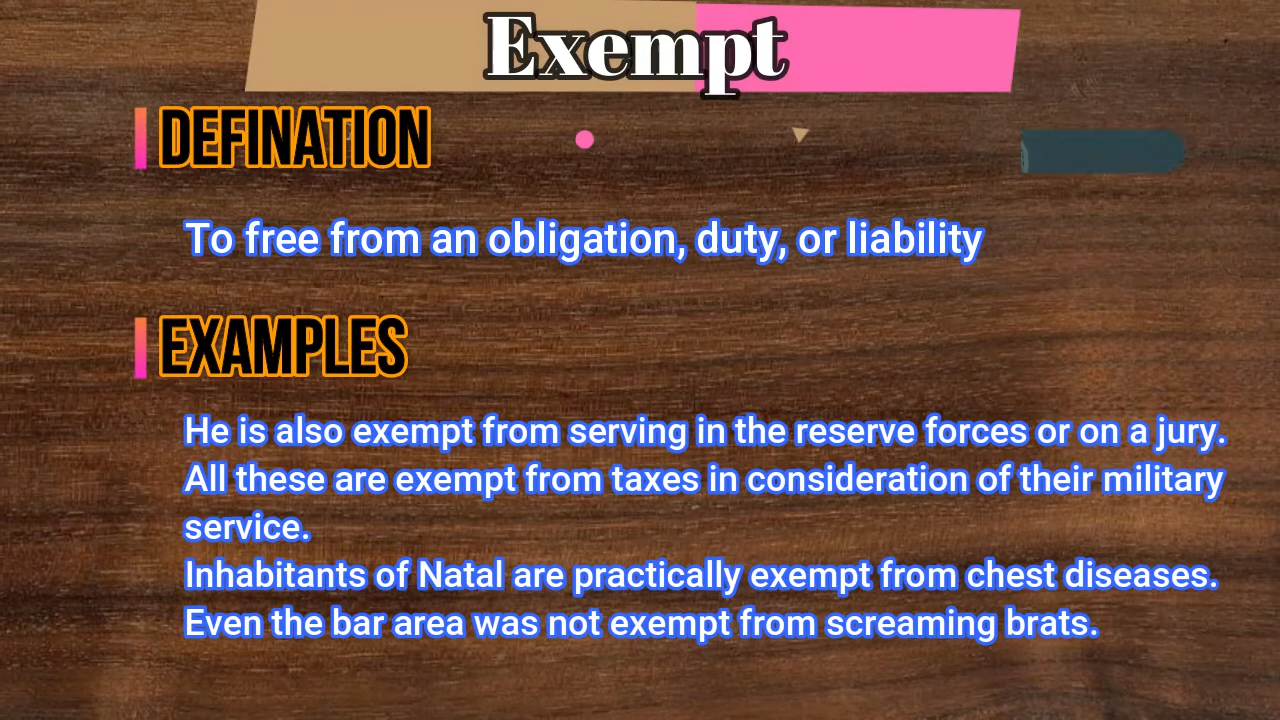 Exempt
DEFINATION
To free from an obligation, duty, or liability
EXAMPLES
He is also exempt from serving in the reserve forces or on a jury.
All these are exempt from taxes in consideration of their military
service.
Inhabitants of Natal are practically exempt from chest diseases.
Even the bar area was not exempt from screaming brats.